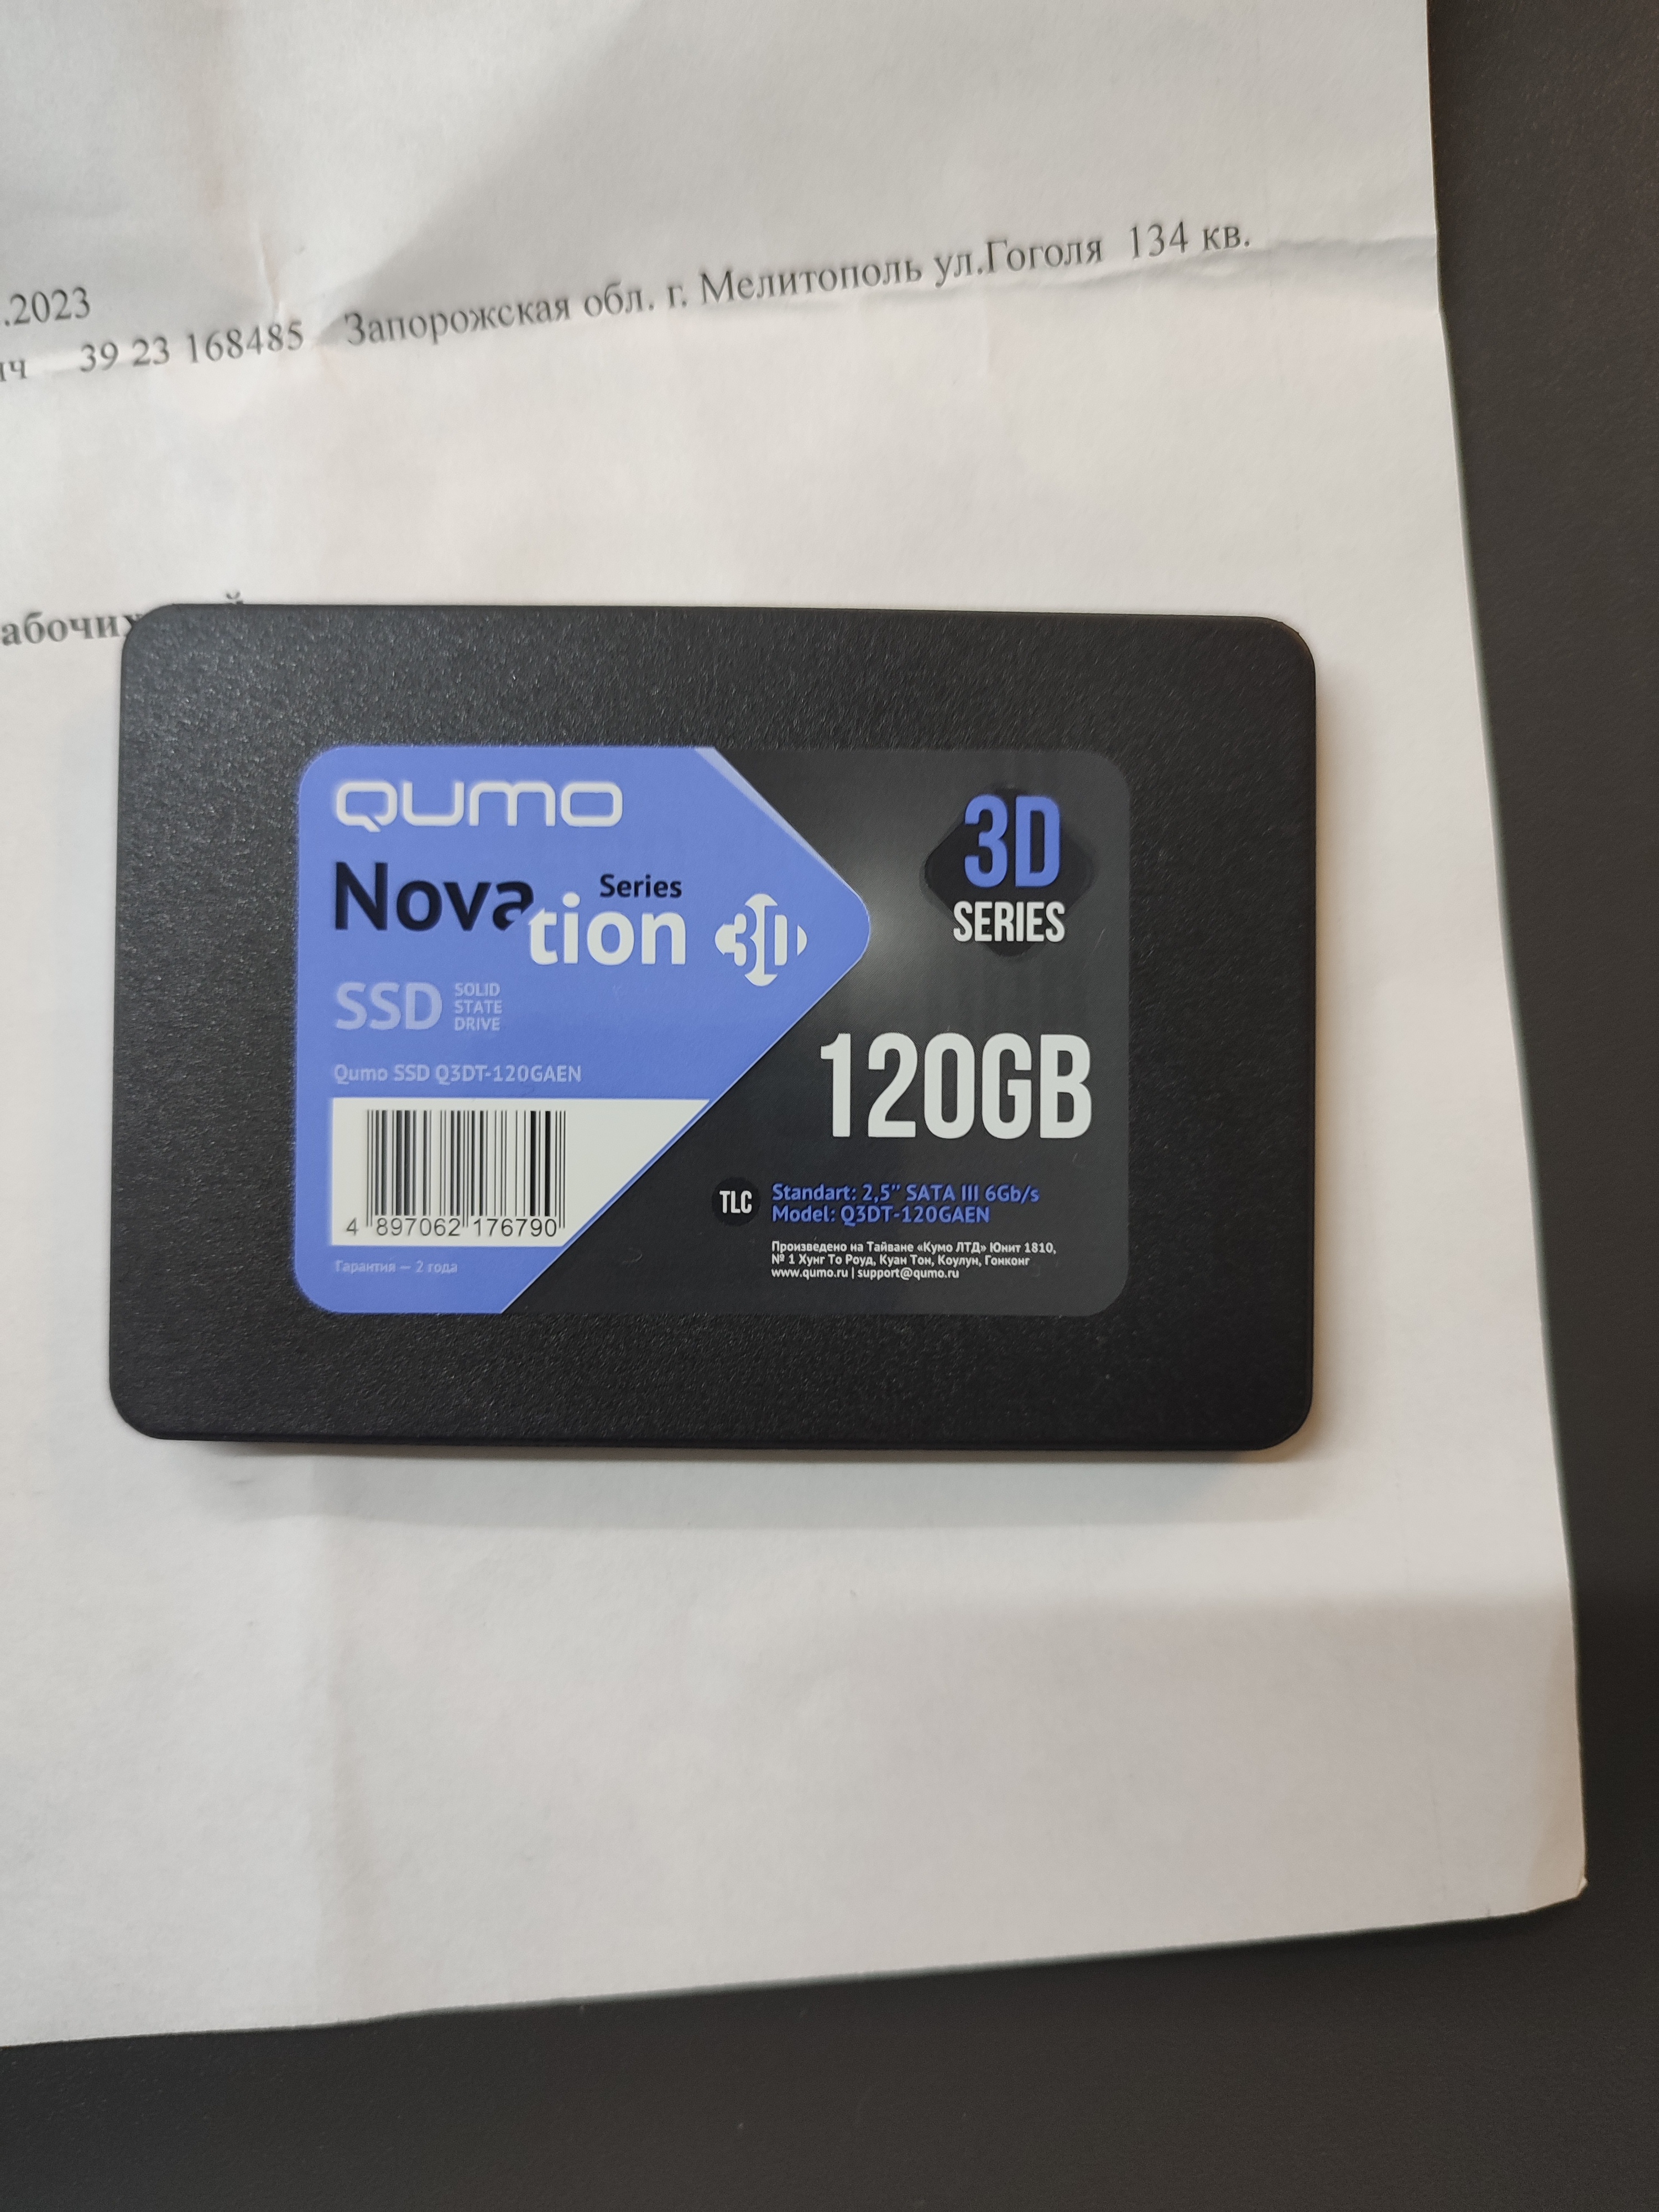 .2023
ич 39 23 168485 Запорожская обл. г. Мелитополь ул.Гоголя 134 кв.
абочих
QUMO
Novation Series 3D
3D
SERIES
SSD SOLID
STATE
DRIVE
Qumo SSD Q3DT-120GAEN
120GB
4 897062 176790
Гарантия — 2 года
TLC
Standart: 2,5” SATA III 6Gb/s
Model: Q3DT-120GAEN
Произведено на Тайване «Кумо ЛТД» Юнит 1810,
№ 1 Хунг То Роуд, Куан Тон, Коулун, Гонконг
www.qumo.ru | support@qumo.ru